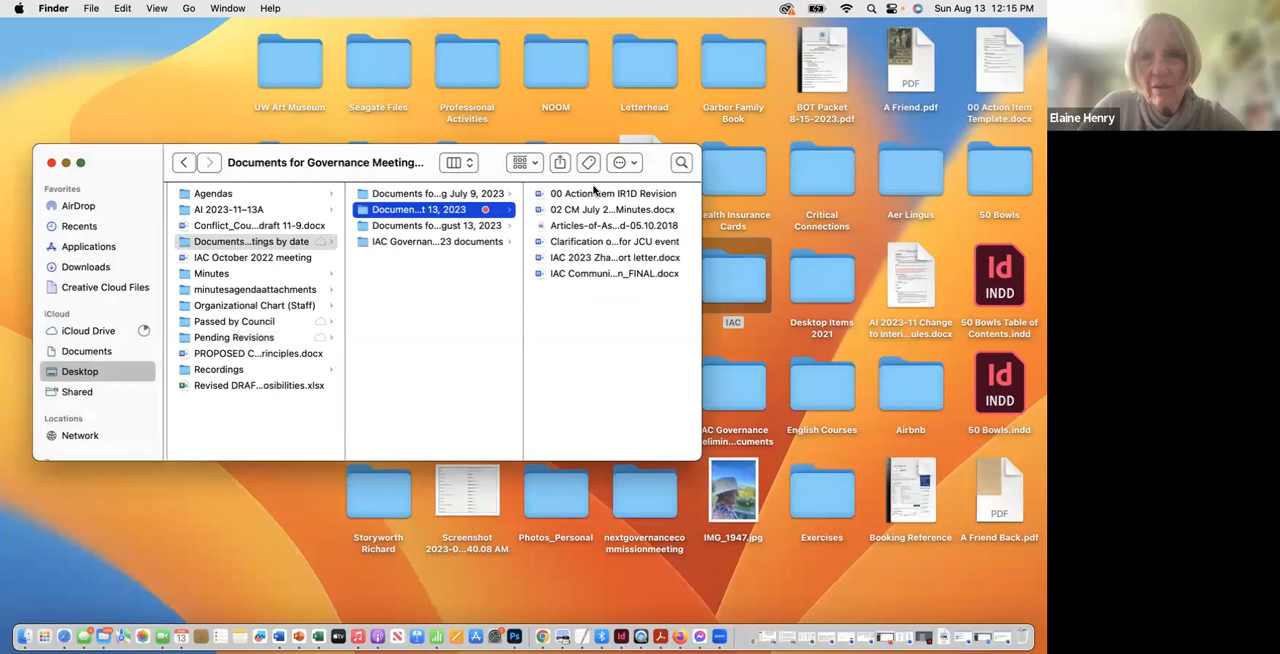 Finder File Edit View Go Window Help Sun Aug 13 12:15 PM
UW Art Museum
Seagate Files
Professional
Activities
NOOM
Letterhead
Garber Family
Book
BOT Packet
8-15-2023.pdf
PDF
A Friend.pdf
00 Action Item
Template.docx
Elaine Henry
Documents for Governance Meeting...
Favorites
AirDrop
Recents
Applications
Downloads
Creative Cloud Files
iCloud
iCloud Drive
Documents
Desktop
Shared
Locations
Network
Agendas
AI 2023-11–13A
Conflict_Cou...draft 11-9.docx
Documents...tings by date
IAC October 2022 meeting
Minutes
minutesagendaattachments
Organizational Chart (Staff)
Passed by Council
Pending Revisions
PROPOSED C...rinciples.docx
Recordings
Revised DRAF...osibilities.xlsx
Documents fo...g July 9, 2023
Documen...t 13, 2023
Documents fo...gust 13, 2023
IAC Governan...23 documents
00 Action Item IR1D Revision
02 CM July 2...Minutes.docx
Articles-of-As...d-05.10.2018
Clarification o...for JCU event
IAC 2023 Zha...ort letter.docx
IAC Communi...n_FINAL.docx
ealth Insurance
Cards
Critical
Connections
Aer Lingus
50 Bowls
IAC
Desktop Items
2021
AI 2023-11 Change
to Interi...uments.docx
Id
INDD
50 Bowls Table of
Contents.indd
AC Governance
elimin...cuments
English Courses
Airbnb
Id
INDD
50 Bowls.indd
Storyworth
Richard
Screenshot
2023-0...40.08 AM
Photos_Personal
nextgovernanceco
mmissionmeeting
IMG_1947.jpg
Exercises
Booking Reference
PDF
A Friend Back.pdf
13
Ps
Id